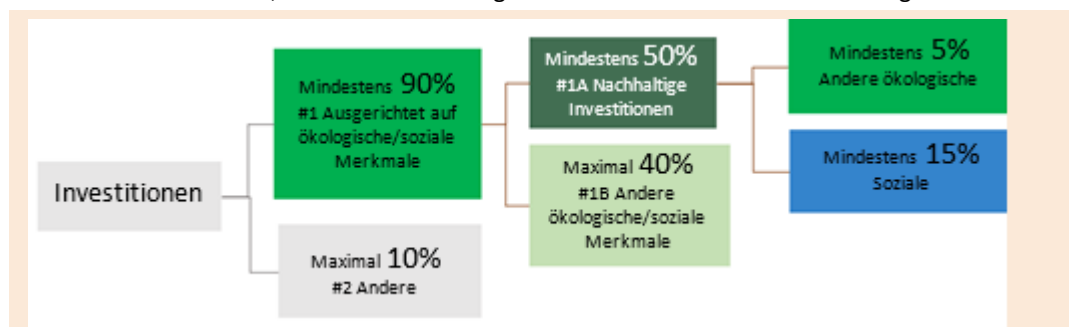 Investitionen
Mindestens 90%
#1 Ausgerichtet auf
ökologische/soziale
Merkmale
Maximal 10%
#2 Andere
Mindestens 50%
#1A Nachhaltige
Investitionen
Maximal 40%
#1B Andere
ökologische/soziale
Merkmale
Mindestens 5%
Andere ökologische
Mindestens 15%
Soziale